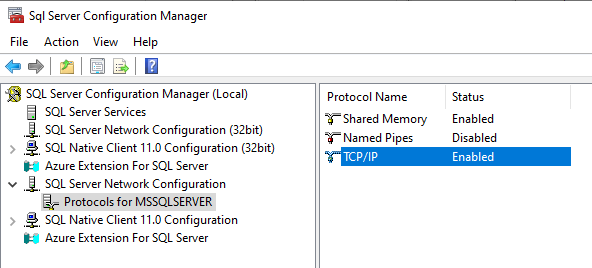 Sql Server Configuration Manager
File Action View Help
SQL Server Configuration Manager (Local)
SQL Server Services
SQL Server Network Configuration (32bit)
SQL Native Client 11.0 Configuration (32bit)
Azure Extension For SQL Server
SQL Server Network Configuration
Protocols for MSSQLSERVER
SQL Native Client 11.0 Configuration
Azure Extension For SQL Server
Protocol Name Status
Shared Memory Enabled
Named Pipes Disabled
TCP/IP Enabled